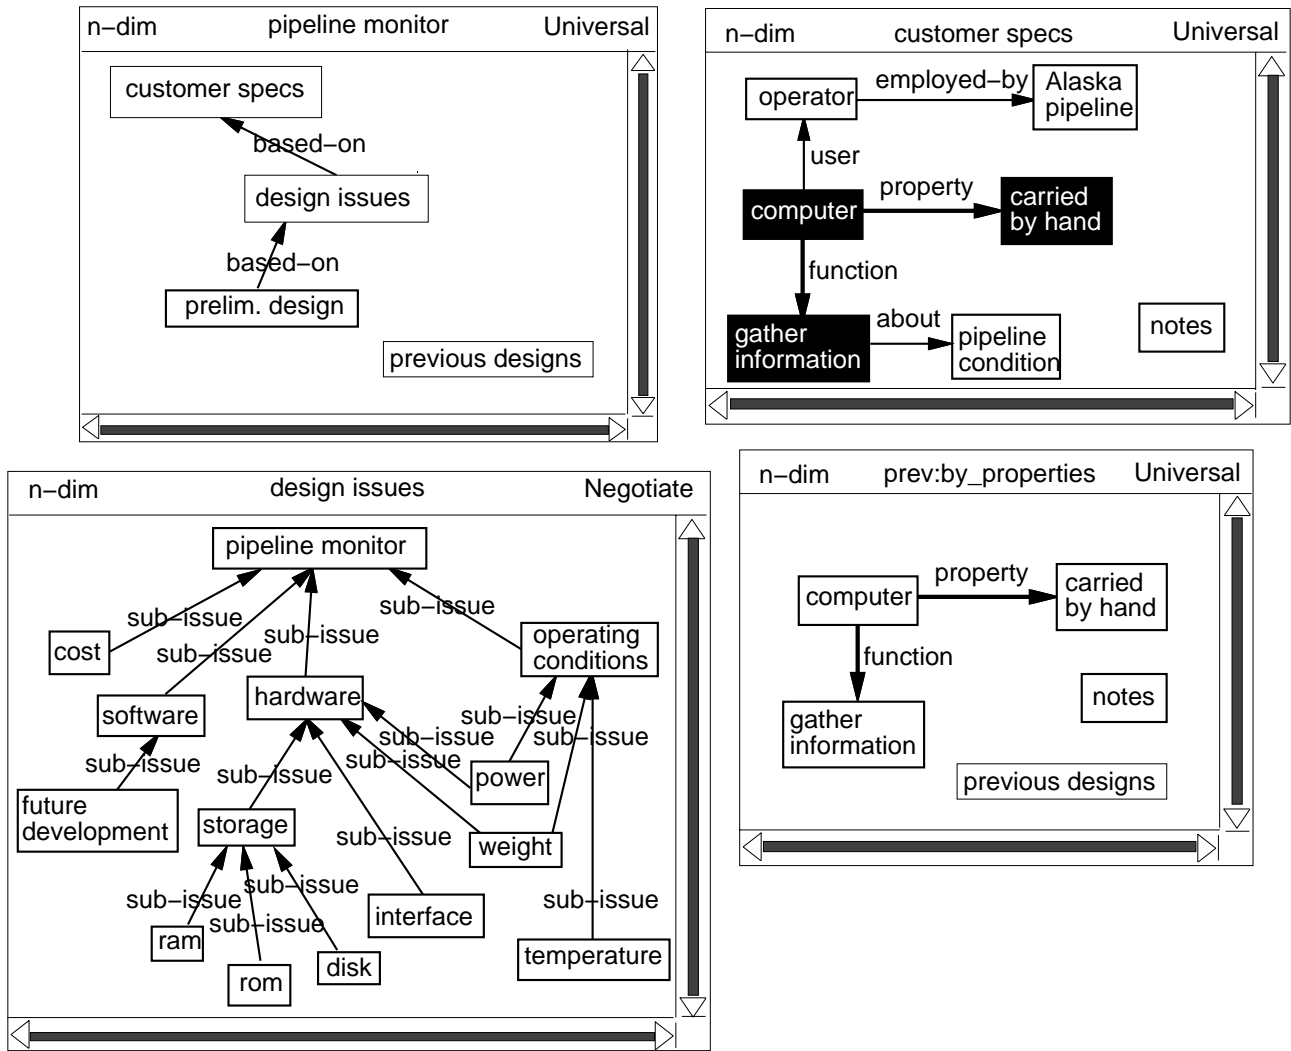 n–dim pipeline monitor Universal
customer specs
based–on
design issues
based–on
prelim. design
previous designs
n–dim customer specs Universal
operator
employed–by
Alaska
pipeline
user
computer
property
carried
by hand
function
gather
information
about
pipeline
condition
notes
n–dim design issues Negotiate
pipeline monitor
sub–issue
sub–issue
sub–issue
sub–issue
cost
operating
conditions
software
hardware
sub–issue
sub–issue
sub–issue
sub–issue
sub–issue
sub–issue
power
future
development
storage
sub–issue
weight
sub–issue
sub–issue
sub–issue
sub–issue
ram
rom
disk
interface
temperature
n–dim prev:by_properties Universal
computer
property
carried
by hand
function
gather
information
notes
previous designs